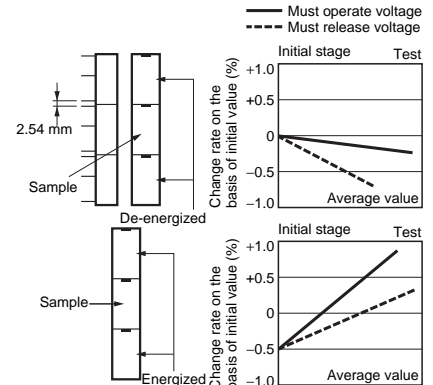 Must operate voltage
Must release voltage
Initial stage Test
Change rate on the
basis of initial value (%)
+1.0
+0.5
0
−0.5
−1.0
Average value
2.54 mm
Sample
De-energized
Initial stage Test
Change rate on the
basis of initial value (%)
+1.0
+0.5
0
−0.5
−1.0
Average value
Sample
Energized